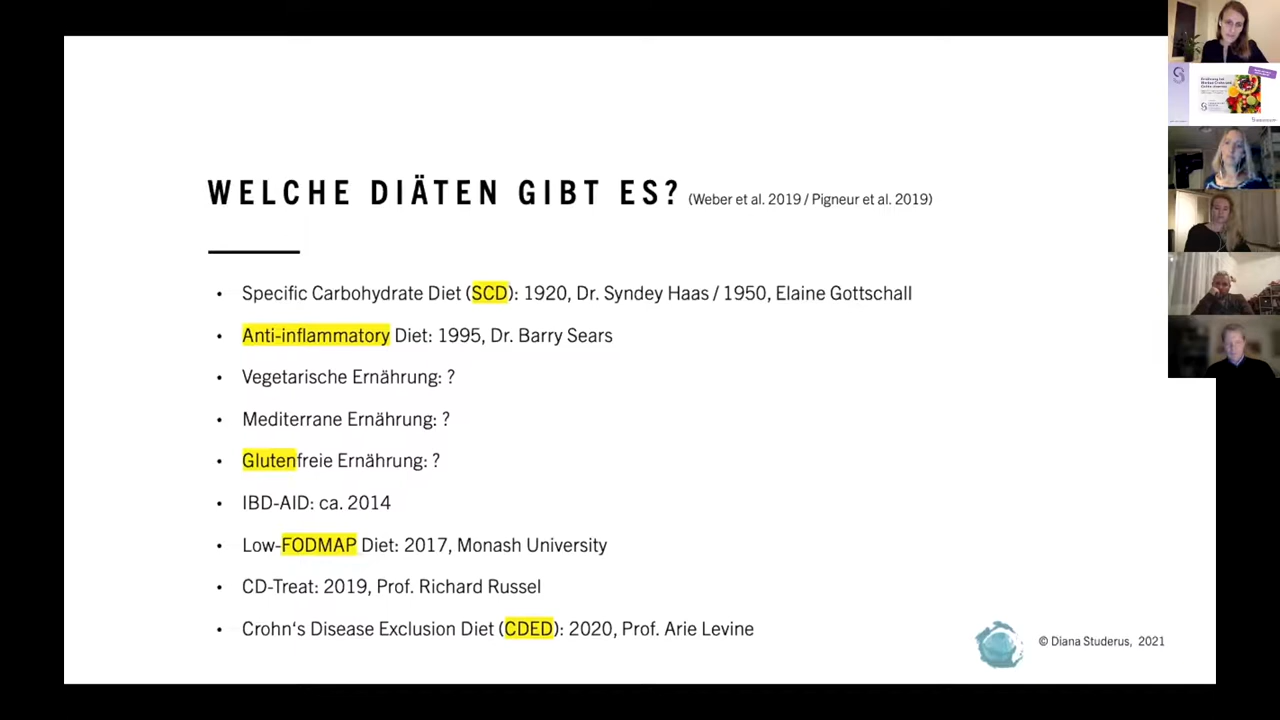 WELCHE DIÄTEN GIBT ES? (Weber et al. 2019 / Pigneur et al. 2019)
• Specific Carbohydrate Diet (SCD): 1920, Dr. Syndey Haas / 1950, Elaine Gottschall
• Anti-inflammatory Diet: 1995, Dr. Barry Sears
• Vegetarische Ernährung: ?
• Mediterrane Ernährung: ?
• Glutenfreie Ernährung: ?
• IBD-AID: ca. 2014
• Low-FODMAP Diet: 2017, Monash University
• CD-Treat: 2019, Prof. Richard Russel
• Crohn‘s Disease Exclusion Diet (CDED): 2020, Prof. Arie Levine
© Diana Studerus, 2021